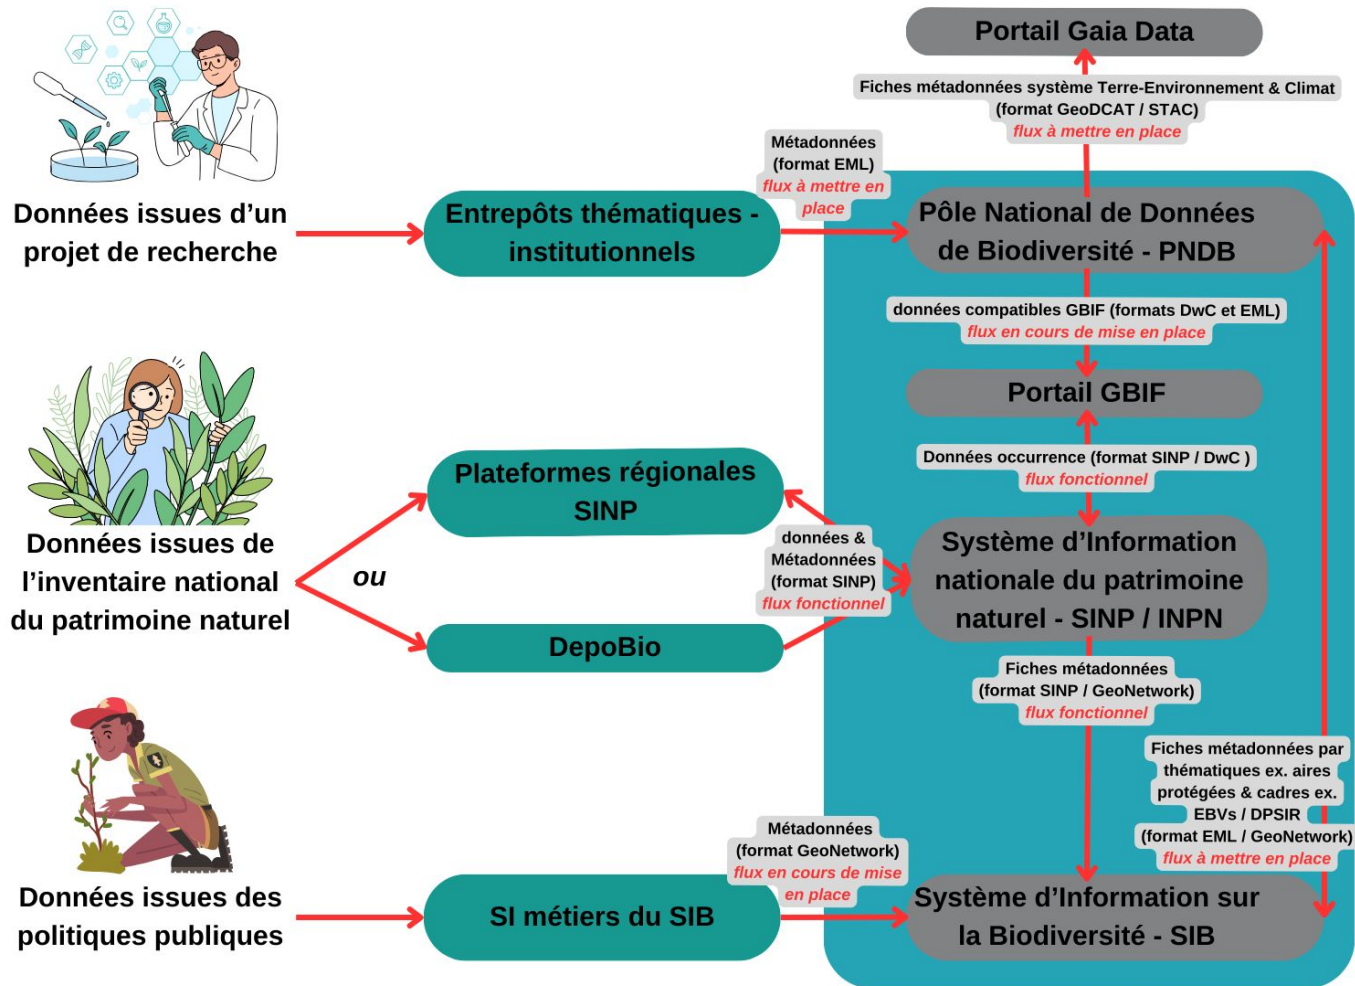 Portail Gaia Data
Fiches métadonnées système Terre-Environnement & Climat
(format GeoDCAT / STAC)
flux à mettre en place
Données issues d’un
projet de recherche
Entrepôts thématiques -
institutionnels
Métadonnées
(format EML)
flux à mettre en
place
Pôle National de Données
de Biodiversité - PNDB
données compatibles GBIF (formats DwC et EML)
flux en cours de mise en place
Portail GBIF
Données occurrence (format SINP / DwC )
flux fonctionnel
Données issues de
l’inventaire national
du patrimoine naturel
ou
Plateformes régionales
SINP
DepoBio
données &
Métadonnées
(format SINP)
flux fonctionnel
Système d’Information
nationale du patrimoine
naturel - SINP / INPN
Fiches métadonnées
(format SINP / GeoNetwork)
flux fonctionnel
Fiches métadonnées par
thématiques ex. aires
protégées & cadres ex.
EBVs / DPSIR
(format EML / GeoNetwork)
flux à mettre en place
Données issues des
politiques publiques
SI métiers du SIB
Métadonnées
(format GeoNetwork)
flux en cours de mise
en place
Système d’Information sur
la Biodiversité - SIB